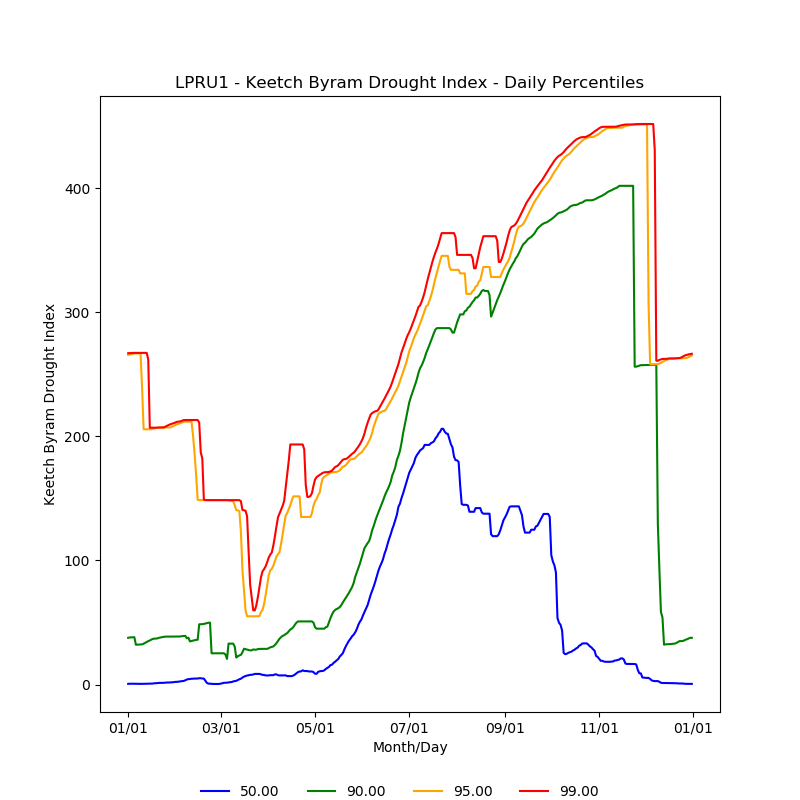 LPRU1 - Keetch Byram Drought Index - Daily Percentiles
Keetch Byram Drought Index
400
300
200
100
0
01/01 03/01 05/01 07/01 09/01 11/01 01/01
Month/Day
50.00 90.00 95.00 99.00